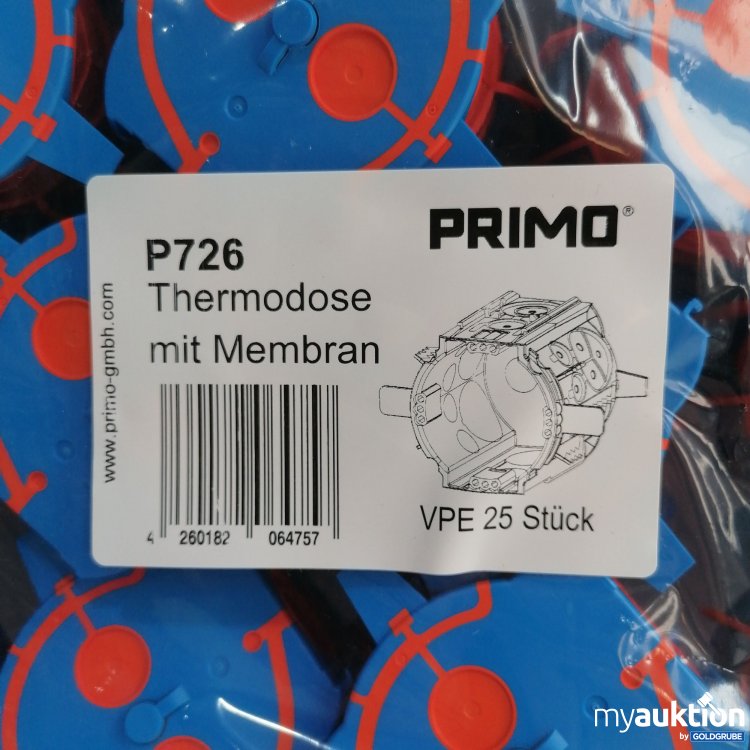 PRIMO®
P726
Thermodose
mit Membran
www.primo-gmbh.com
4 260182 064757
VPE 25 Stück
myauktion
by GOLDGRUBE